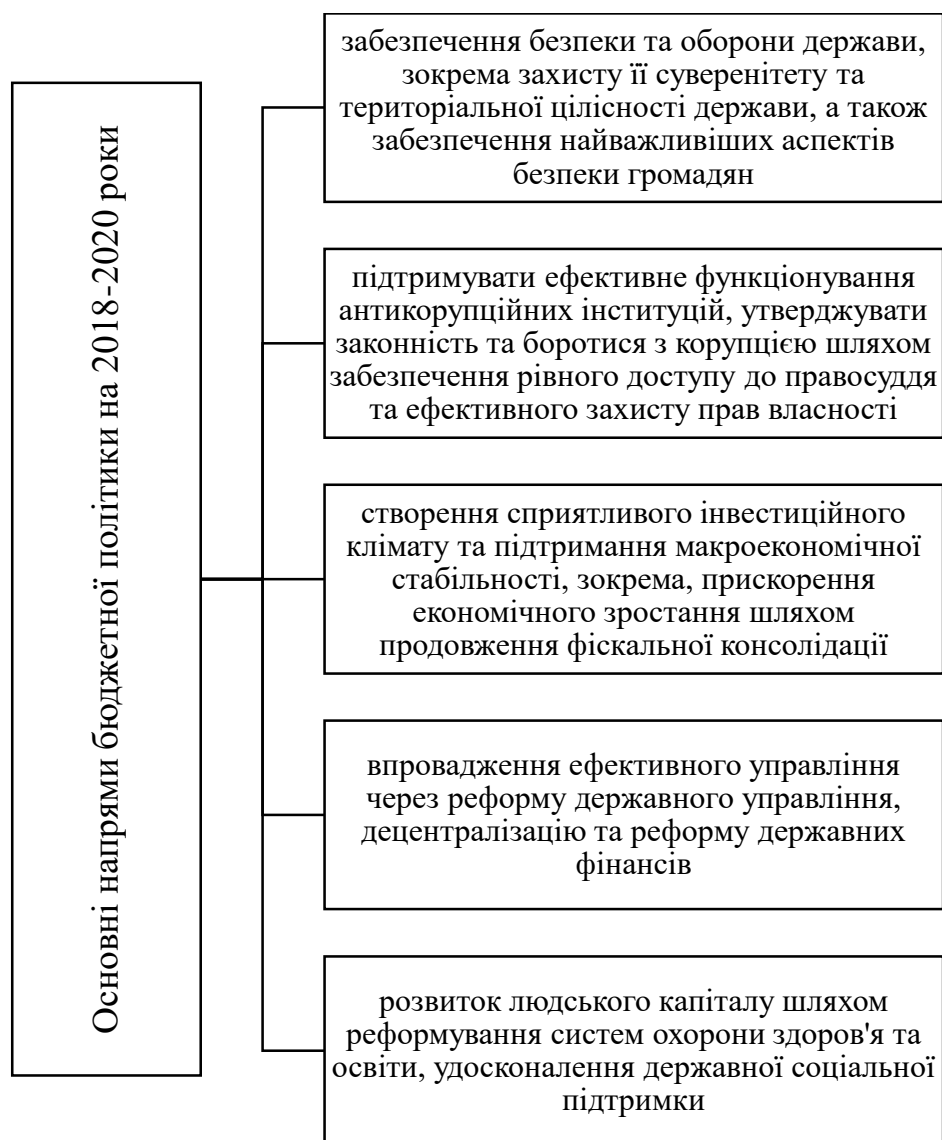 Основні напрями бюджетної політики на 2018-2020 роки
забезпечення безпеки та оборони держави,
зокрема захисту її суверенітету та
територіальної цілісності держави, а також
забезпечення найважливіших аспектів
безпеки громадян
підтримувати ефективне функціонування
антикорупційних інституцій, утверджувати
законність та боротися з корупцією шляхом
забезпечення рівного доступу до правосуддя
та ефективного захисту прав власності
створення сприятливого інвестиційного
клімату та підтримання макроекономічної
стабільності, зокрема, прискорення
економічного зростання шляхом
продовження фіскальної консолідації
впровадження ефективного управління
через реформу державного управління,
децентралізацію та реформу державних
фінансів
розвиток людського капіталу шляхом
реформування систем охорони здоров'я та
освіти, удосконалення державної соціальної
підтримки